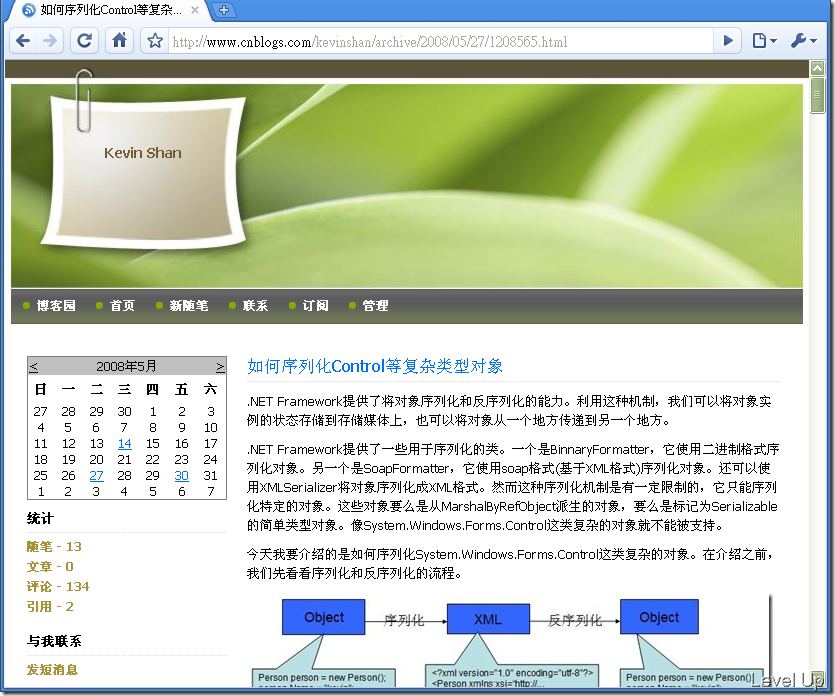 如何序列化Control等复杂...
http://www.cnblogs.com/kevinshan/archive/2008/05/27/1208565.html
Kevin Shan
博客园 首页 新随笔 联系 订阅 管理
< 2008年5月 >
日 一 二 三 四 五 六
27 28 29 30 1 2 3
4 5 6 7 8 9 10
11 12 13 14 15 16 17
18 19 20 21 22 23 24
25 26 27 28 29 30 31
1 2 3 4 5 6 7
统计
随笔 - 13
文章 - 0
评论 - 134
引用 - 2
与我联系
发短消息
如何序列化Control等复杂类型对象
.NET Framework提供了将对象序列化和反序列化的能力。利用这种机制，我们可以将对象实
例的状态存储到存储媒体上，也可以将对象从一个地方传递到另一个地方。
.NET Framework提供了一些用于序列化的类。一个是BinnaryFormatter，它使用二进制格式序
列化对象。另一个是SoapFormatter，它使用soap格式(基于XML格式)序列化对象。还可以使
用XMLSerializer将对象序列化成XML格式。然而这种序列化机制是有一定限制的，它只能序列
化特定的对象。这些对象要么是从MarshalByRefObject派生的对象，要么是标记为Serializable
的简单类型对象。像System.Windows.Forms.Control这类复杂的对象就不能被支持。
今天我要介绍的是如何序列化System.Windows.Forms.Control这类复杂的对象。在介绍之前，
我们先看看序列化和反序列化的流程。
Object 序列化 XML 反序列化 Object
Person person = new Person();
person.Name = "kevin";
<?xml version="1.0" encoding="utf-8"?>
<Person xmlns:xsi="http://...
Person person = new Person()
person.Name = "kevin";
Level Up